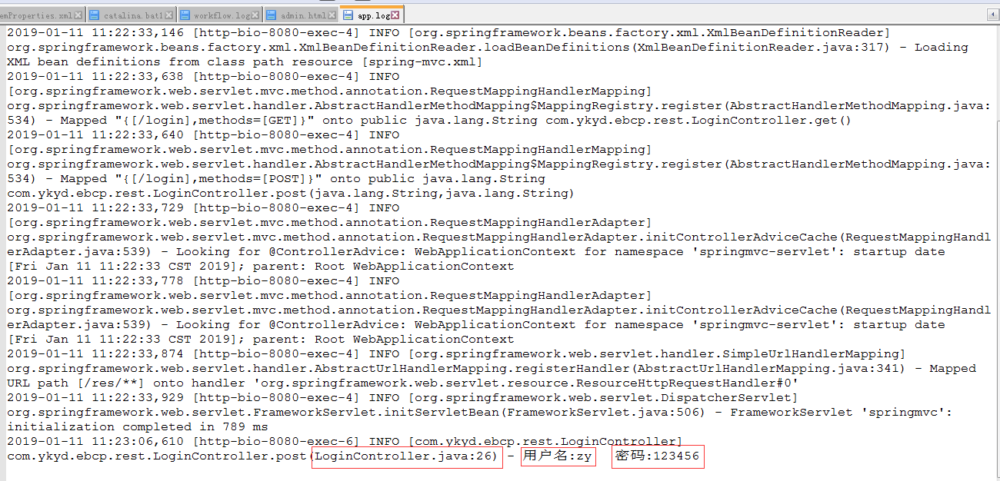 emProperties.xml catalina.bat1 workflow.log admin.html app.log
2019-01-11 11:22:33,146 [http-bio-8080-exec-4] INFO [org.springframework.beans.factory.xml.XmlBeanDefinitionReader]
org.springframework.beans.factory.xml.XmlBeanDefinitionReader.loadBeanDefinitions(XmlBeanDefinitionReader.java:317) - Loading
XML bean definitions from class path resource [spring-mvc.xml]
2019-01-11 11:22:33,638 [http-bio-8080-exec-4] INFO
[org.springframework.web.servlet.mvc.method.annotation.RequestMappingHandlerMapping]
org.springframework.web.servlet.handler.AbstractHandlerMethodMapping$MappingRegistry.register(AbstractHandlerMethodMapping.java:
534) - Mapped "{[/login],methods=[GET]}" onto public java.lang.String com.ykyd.ebcp.rest.LoginController.get()
2019-01-11 11:22:33,640 [http-bio-8080-exec-4] INFO
[org.springframework.web.servlet.mvc.method.annotation.RequestMappingHandlerMapping]
org.springframework.web.servlet.handler.AbstractHandlerMethodMapping$MappingRegistry.register(AbstractHandlerMethodMapping.java:
534) - Mapped "{[/login],methods=[POST]}" onto public java.lang.String
com.ykyd.ebcp.rest.LoginController.post(java.lang.String,java.lang.String)
2019-01-11 11:22:33,729 [http-bio-8080-exec-4] INFO
[org.springframework.web.servlet.mvc.method.annotation.RequestMappingHandlerAdapter]
org.springframework.web.servlet.mvc.method.annotation.RequestMappingHandlerAdapter.initControllerAdviceCache(RequestMappingHandl
erAdapter.java:539) - Looking for @ControllerAdvice: WebApplicationContext for namespace 'springmvc-servlet': startup date
[Fri Jan 11 11:22:33 CST 2019]; parent: Root WebApplicationContext
2019-01-11 11:22:33,778 [http-bio-8080-exec-4] INFO
[org.springframework.web.servlet.mvc.method.annotation.RequestMappingHandlerAdapter]
org.springframework.web.servlet.mvc.method.annotation.RequestMappingHandlerAdapter.initControllerAdviceCache(RequestMappingHandl
erAdapter.java:539) - Looking for @ControllerAdvice: WebApplicationContext for namespace 'springmvc-servlet': startup date
[Fri Jan 11 11:22:33 CST 2019]; parent: Root WebApplicationContext
2019-01-11 11:22:33,874 [http-bio-8080-exec-4] INFO [org.springframework.web.servlet.handler.SimpleUrlHandlerMapping]
org.springframework.web.servlet.handler.AbstractUrlHandlerMapping.registerHandler(AbstractUrlHandlerMapping.java:341) - Mapped
URL path [/res/**] onto handler 'org.springframework.web.servlet.resource.ResourceHttpRequestHandler#0'
2019-01-11 11:22:33,929 [http-bio-8080-exec-4] INFO [org.springframework.web.servlet.DispatcherServlet]
org.springframework.web.servlet.FrameworkServlet.initServletBean(FrameworkServlet.java:506) - FrameworkServlet 'springmvc':
initialization completed in 789 ms
2019-01-11 11:23:06,610 [http-bio-8080-exec-6] INFO [com.ykyd.ebcp.rest.LoginController]
com.ykyd.ebcp.rest.LoginController.post(LoginController.java:26) - 用户名:zy 密码:123456